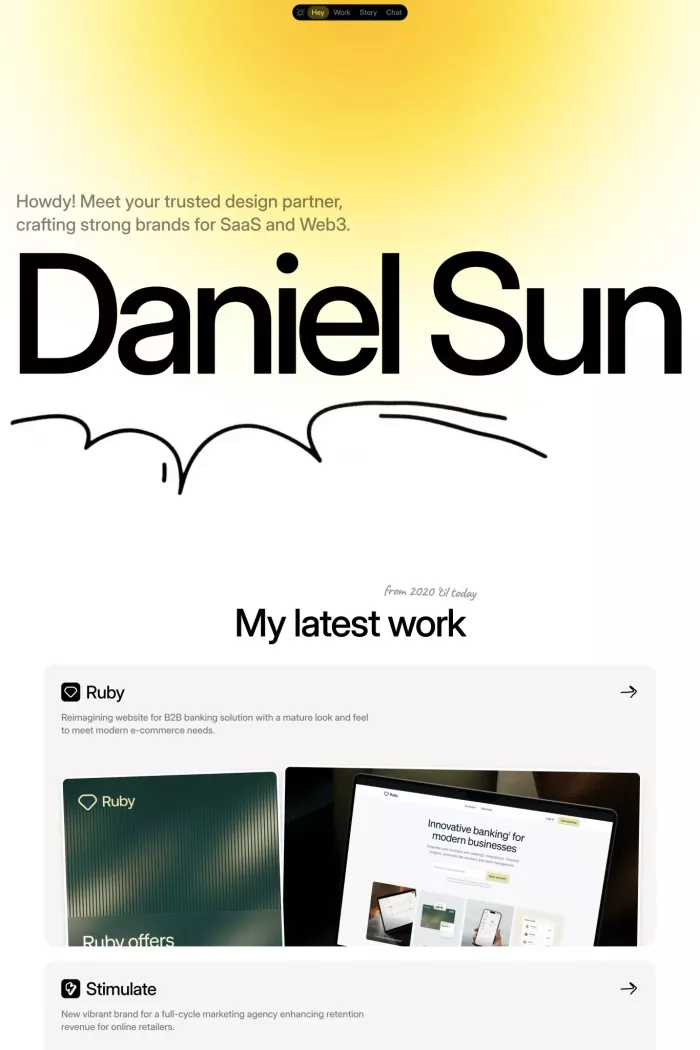 Hey Work Story Chat
Howdy! Meet your trusted design partner,
crafting strong brands for SaaS and Web3.
Daniel Sun
from 2020 'til today
My latest work
Ruby
Reimagining website for B2B banking solution with a mature look and feel
to meet modern e-commerce needs.
Ruby
Ruby offers
Ruby
Innovative banking for
modern businesses
Stimulate
New vibrant brand for a full-cycle marketing agency enhancing retention
revenue for online retailers.